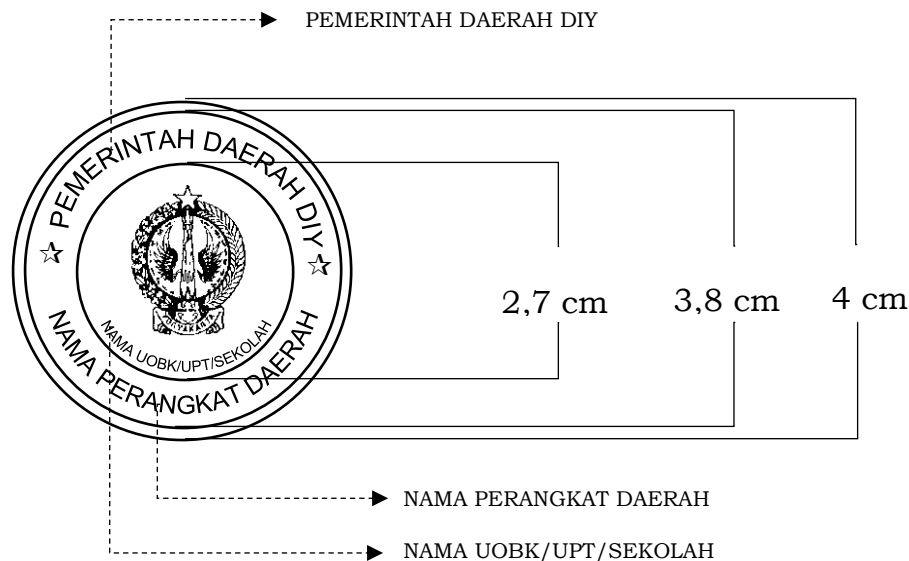 PEMERINTAH DAERAH DIY
PEMERINTAH DAERAH DIY
NAMA UOBK/UPT/SEKOLAH
NAMA PERANGKAT DAERAH
2,7 cm
3,8 cm
4 cm
NAMA PERANGKAT DAERAH
NAMA UOBK/UPT/SEKOLAH